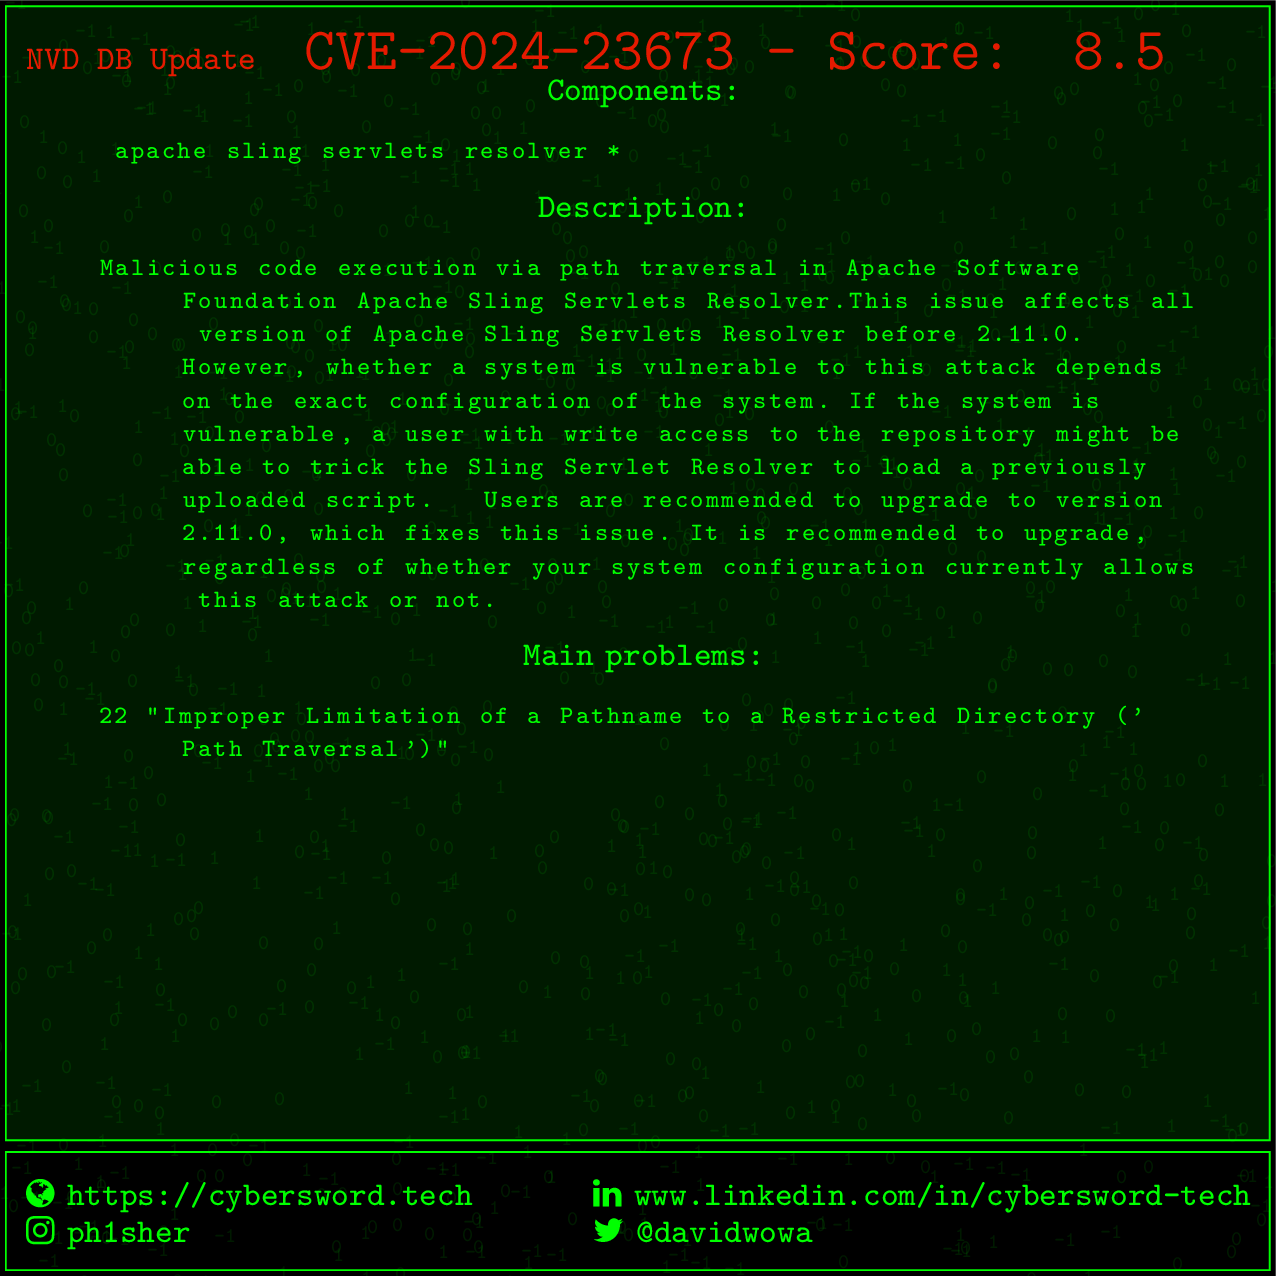 NVD DB Update CVE-2024-23673 - Score: 8.5
Components:
apache sling servlets resolver *
Description:
Malicious code execution via path traversal in Apache Software
Foundation Apache Sling Servlets Resolver.This issue affects all
version of Apache Sling Servlets Resolver before 2.11.0.
However, whether a system is vulnerable to this attack depends
on the exact configuration of the system. If the system is
vulnerable, a user with write access to the repository might be
able to trick the Sling Servlet Resolver to load a previously
uploaded script. Users are recommended to upgrade to version
2.11.0, which fixes this issue. It is recommended to upgrade,
regardless of whether your system configuration currently allows
this attack or not.
Main problems:
22 "Improper Limitation of a Pathname to a Restricted Directory ('
Path Traversal')"
https://cybersword.tech www.linkedin.com/in/cybersword-tech
ph1sher @davidwowa